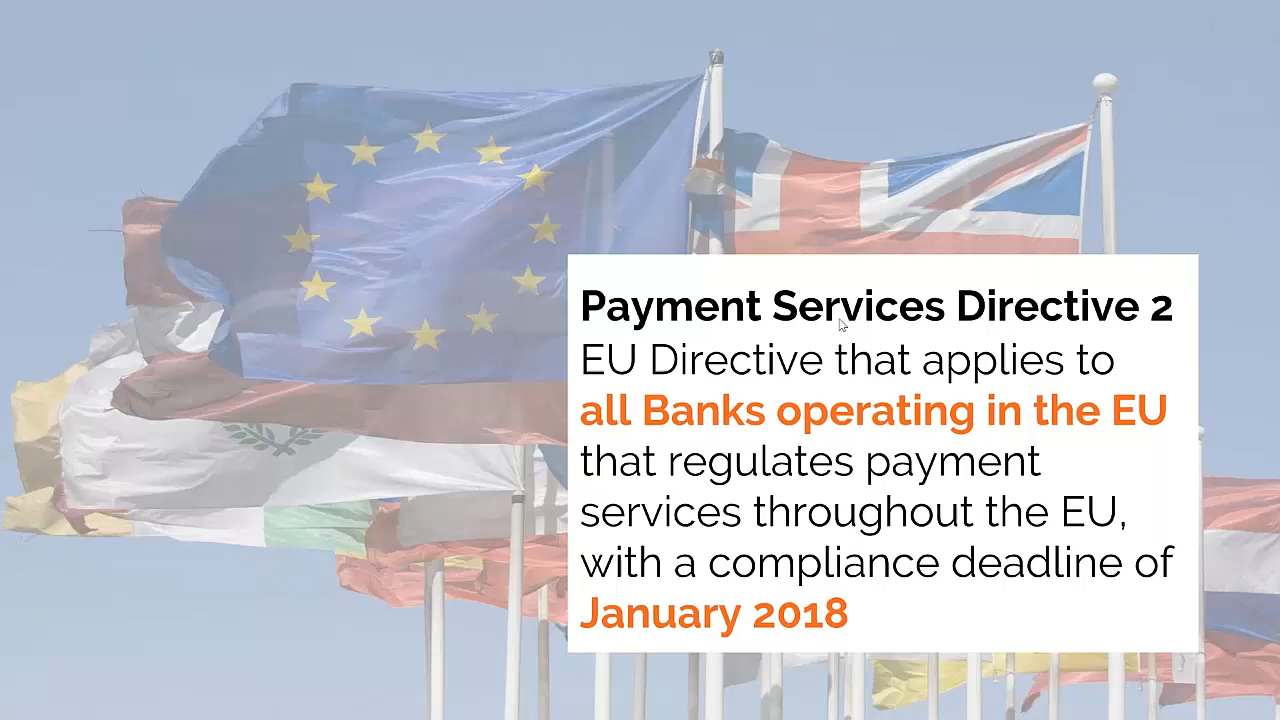 Payment Services Directive 2
EU Directive that applies to
all Banks operating in the EU
that regulates payment
services throughout the EU,
with a compliance deadline of
January 2018